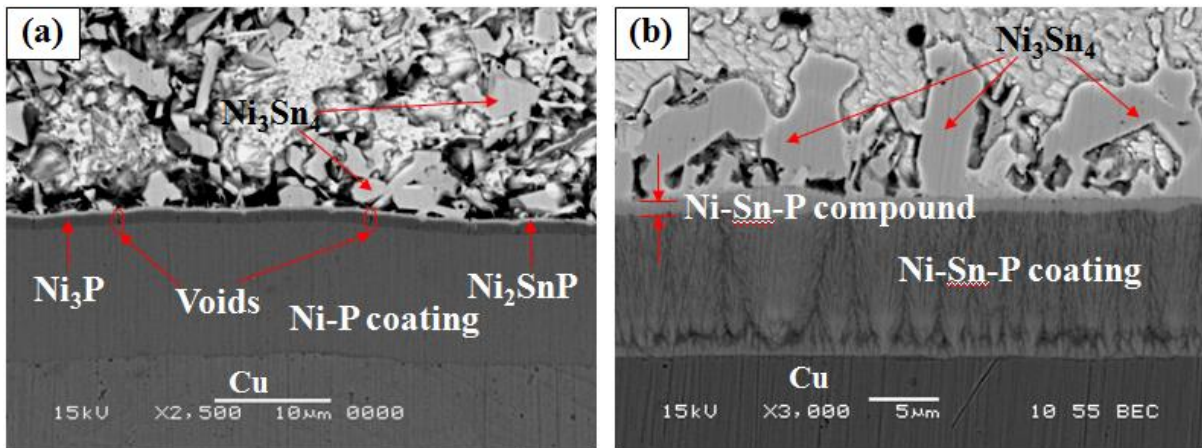 (a)
Ni₃Sn₄
Ni₃P
Voids
Ni₂SnP
Ni-P coating
Cu
15kV X2,500 10µm 0000
(b)
Ni₃Sn₄
Ni-Sn-P compound
Ni-Sn-P coating
Cu
15kV X3,000 5µm 10 55 BEC